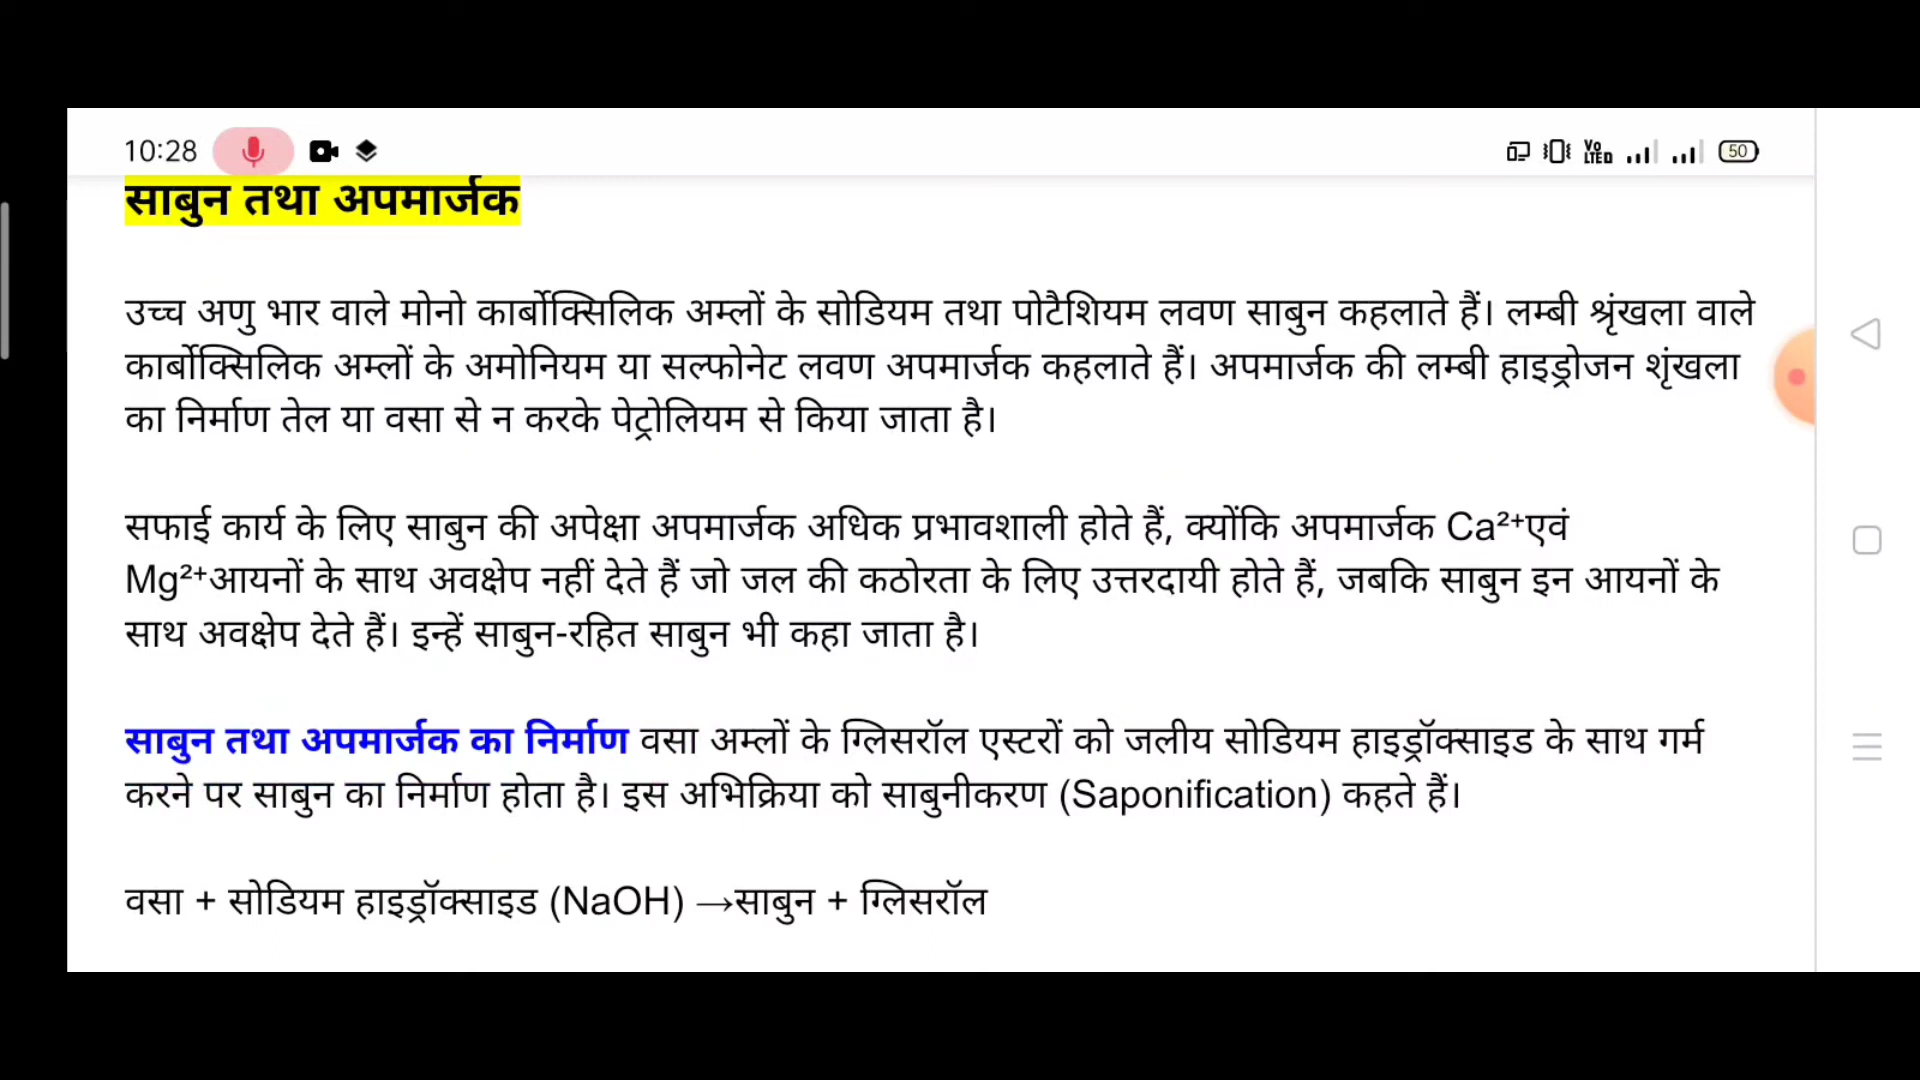 10:28
Vo LTE D
50
साबुन तथा अपमार्जक
उच्च अणु भार वाले मोनो कार्बोक्सिलिक अम्लों के सोडियम तथा पोटैशियम लवण साबुन कहलाते हैं। लम्बी श्रृंखला वाले
कार्बोक्सिलिक अम्लों के अमोनियम या सल्फोनेट लवण अपमार्जक कहलाते हैं। अपमार्जक की लम्बी हाइड्रोजन शृंखला
का निर्माण तेल या वसा से न करके पेट्रोलियम से किया जाता है।
सफाई कार्य के लिए साबुन की अपेक्षा अपमार्जक अधिक प्रभावशाली होते हैं, क्योंकि अपमार्जक Ca²⁺एवं
Mg²⁺आयनों के साथ अवक्षेप नहीं देते हैं जो जल की कठोरता के लिए उत्तरदायी होते हैं, जबकि साबुन इन आयनों के
साथ अवक्षेप देते हैं। इन्हें साबुन-रहित साबुन भी कहा जाता है।
साबुन तथा अपमार्जक का निर्माण वसा अम्लों के ग्लिसरॉल एस्टरों को जलीय सोडियम हाइड्रॉक्साइड के साथ गर्म
करने पर साबुन का निर्माण होता है। इस अभिक्रिया को साबुनीकरण (Saponification) कहते हैं।
वसा + सोडियम हाइड्रॉक्साइड (NaOH) →साबुन + ग्लिसरॉल